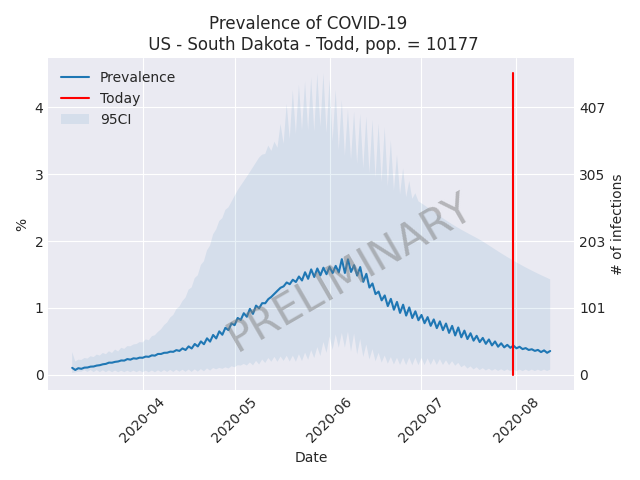 Prevalence of COVID-19
US - South Dakota - Todd, pop. = 10177
Prevalence
Today
95CI
PRELIMINARY
%
4
3
2
1
0
# of infections
407
305
203
101
0
2020-04
2020-05
2020-06
2020-07
2020-08
Date